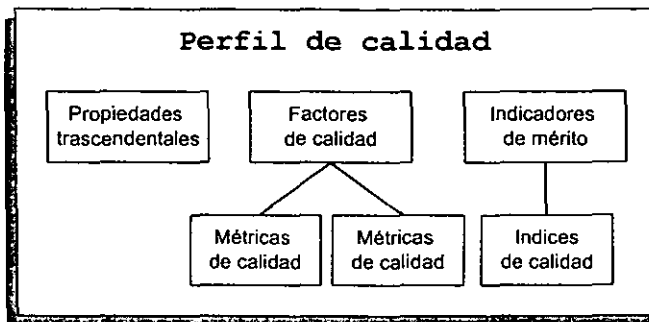 Perfil de calidad
Propiedades
trascendentales
Factores
de calidad
Indicadores
de mérito
Métricas
de calidad
Métricas
de calidad
Indices
de calidad